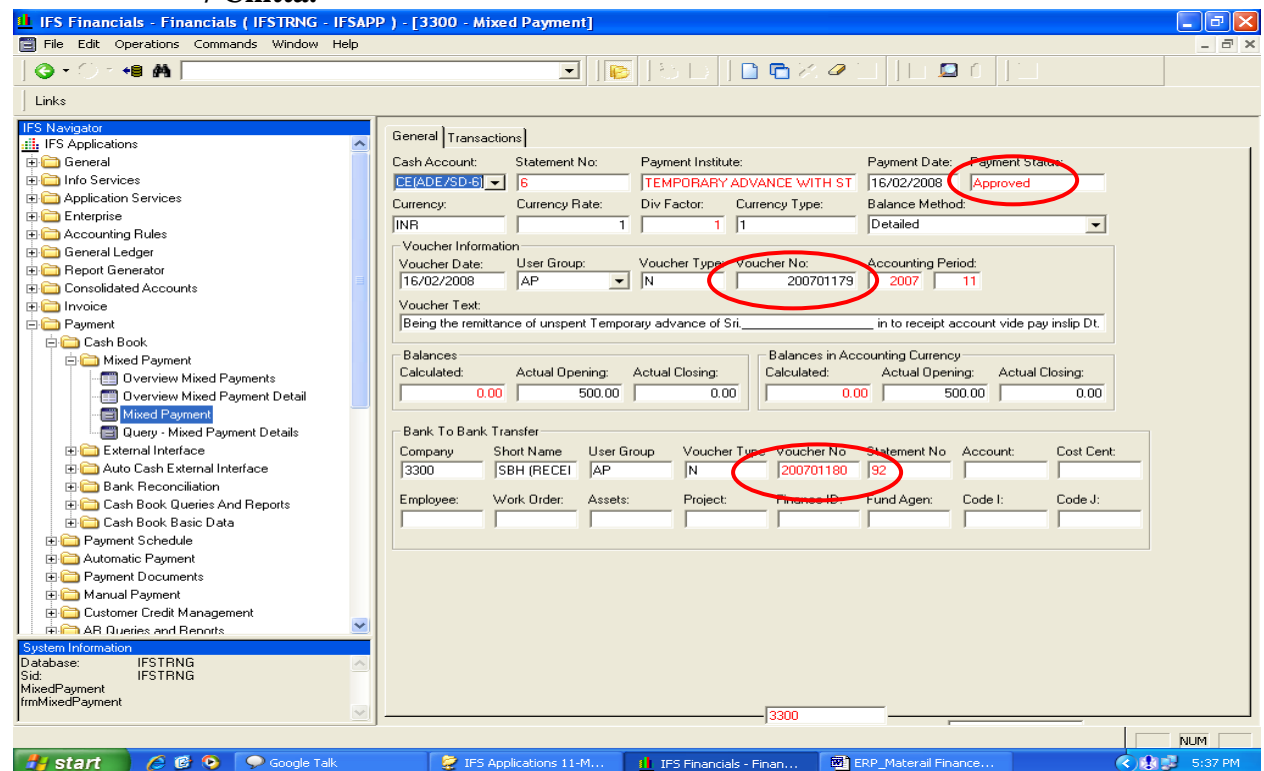 IFS Financials - Financials ( IFSTRNG - IFSAPP ) - [3300 - Mixed Payment]
File Edit Operations Commands Window Help
Links
IFS Navigator
IFS Applications
General
Info Services
Application Services
Enterprise
Accounting Rules
General Ledger
Report Generator
Consolidated Accounts
Invoice
Payment
Cash Book
Mixed Payment
Overview Mixed Payments
Overview Mixed Payment Detail
Mixed Payment
Query - Mixed Payment Details
External Interface
Auto Cash External Interface
Bank Reconciliation
Cash Book Queries And Reports
Cash Book Basic Data
Payment Schedule
Automatic Payment
Payment Documents
Manual Payment
Customer Credit Management
AR Queries and Reports
System Information
Database: IFSTRNG
Sid: IFSTRNG
MixedPayment
frmMixedPayment
General Transactions
Cash Account: Statement No: Payment Institute: Payment Date: Payment Status:
CE(ADE/SD-6) 6 TEMPORARY ADVANCE WITH ST 16/02/2008 Approved
Currency: Currency Rate: Div Factor: Currency Type: Balance Method:
INR 1 1 1 Detailed
Voucher Information
Voucher Date: User Group: Voucher Type: Voucher No: Accounting Period:
16/02/2008 AP N 200701179 2007 11
Voucher Text:
Being the remittance of unspent Temporary advance of Sri.____________________ in to receipt account vide pay inslip Dt.
Balances Balances in Accounting Currency
Calculated: Actual Opening: Actual Closing: Calculated: Actual Opening: Actual Closing:
0.00 500.00 0.00 0.00 500.00 0.00
Bank To Bank Transfer
Company Short Name User Group Voucher Type Voucher No Statement No Account: Cost Cent:
3300 SBH (RECEI AP N 200701180 92
Employee: Work Order: Assets: Project: Finance ID: Fund Agen: Code I: Code J:
3300
NUM
start Google Talk IFS Applications 11-M... IFS Financials - Finan... ERP_Materail Finance... 5:37 PM